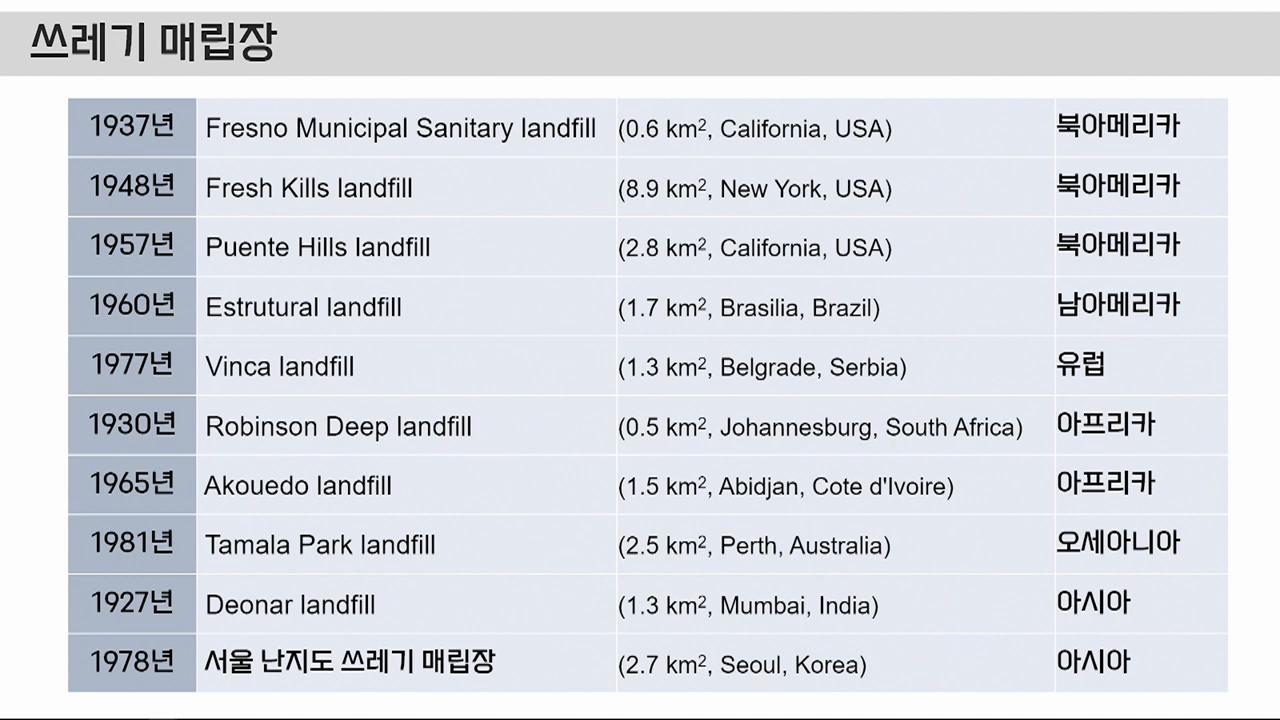 쓰레기 매립장
1937년 Fresno Municipal Sanitary landfill (0.6 km², California, USA) 북아메리카
1948년 Fresh Kills landfill (8.9 km², New York, USA) 북아메리카
1957년 Puente Hills landfill (2.8 km², California, USA) 북아메리카
1960년 Estrutural landfill (1.7 km², Brasilia, Brazil) 남아메리카
1977년 Vinca landfill (1.3 km², Belgrade, Serbia) 유럽
1930년 Robinson Deep landfill (0.5 km², Johannesburg, South Africa) 아프리카
1965년 Akouedo landfill (1.5 km², Abidjan, Cote d'Ivoire) 아프리카
1981년 Tamala Park landfill (2.5 km², Perth, Australia) 오세아니아
1927년 Deonar landfill (1.3 km², Mumbai, India) 아시아
1978년 서울 난지도 쓰레기 매립장 (2.7 km², Seoul, Korea) 아시아